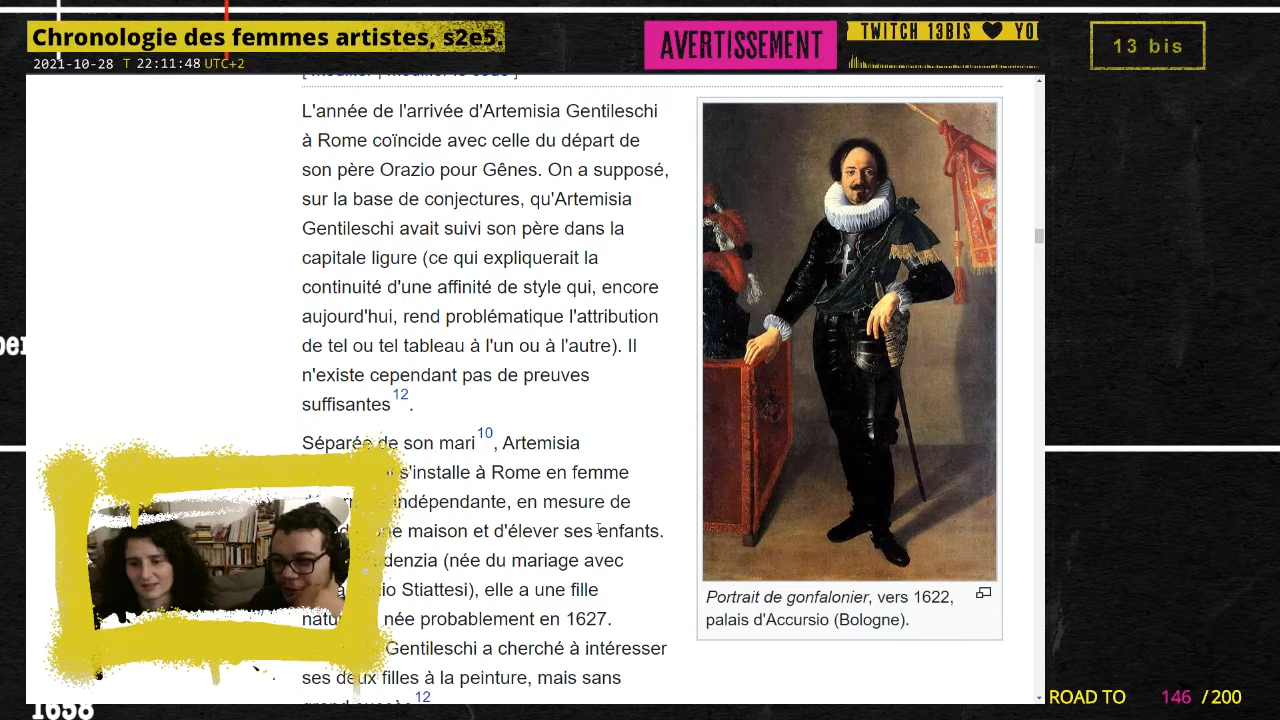 Chronologie des femmes artistes, s2e5
2021-10-28 T 22:11:48 UTC+2
AVERTISSEMENT
TWITCH 13BIS ♥ YO
13 bis
L'année de l'arrivée d'Artemisia Gentileschi
à Rome coïncide avec celle du départ de
son père Orazio pour Gênes. On a supposé,
sur la base de conjectures, qu'Artemisia
Gentileschi avait suivi son père dans la
capitale ligure (ce qui expliquerait la
continuité d'une affinité de style qui, encore
aujourd'hui, rend problématique l'attribution
de tel ou tel tableau à l'un ou à l'autre). Il
n'existe cependant pas de preuves
suffisantes12.
Séparée de son mari10, Artemisia
s'installe à Rome en femme
indépendante, en mesure de
maison et d'élever ses enfants.
(née du mariage avec
Stiattesi), elle a une fille
née probablement en 1627.
Gentileschi a cherché à intéresser
ses deux filles à la peinture, mais sans
12
Portrait de gonfalonier, vers 1622,
palais d'Accursio (Bologne).
1658
ROAD TO 146 / 200